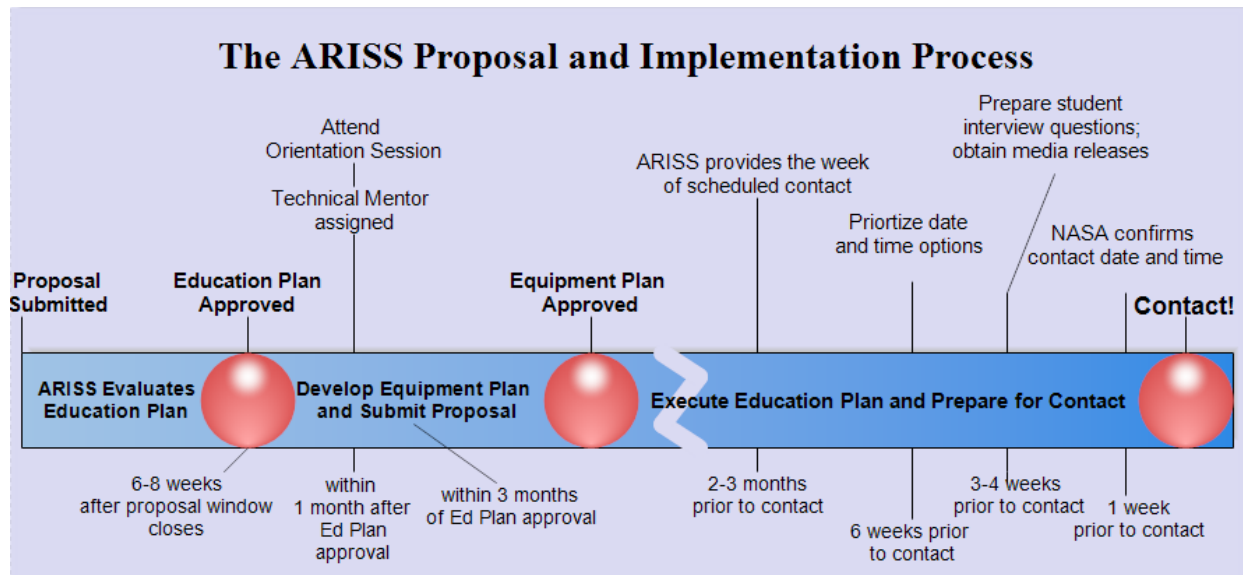 The ARISS Proposal and Implementation Process
Attend
Orientation Session
Technical Mentor
assigned
ARISS provides the week
of scheduled contact
Priortize date
and time options
Prepare student
interview questions;
obtain media releases
NASA confirms
contact date and time
Proposal
Submitted
Education Plan
Approved
Equipment Plan
Approved
Contact!
ARISS Evaluates
Education Plan
Develop Equipment Plan
and Submit Proposal
Execute Education Plan and Prepare for Contact
6-8 weeks
after proposal window
closes
within
1 month after
Ed Plan
approval
within 3 months
of Ed Plan approval
2-3 months
prior to contact
6 weeks prior
to contact
3-4 weeks
prior to contact
1 week
prior to contact